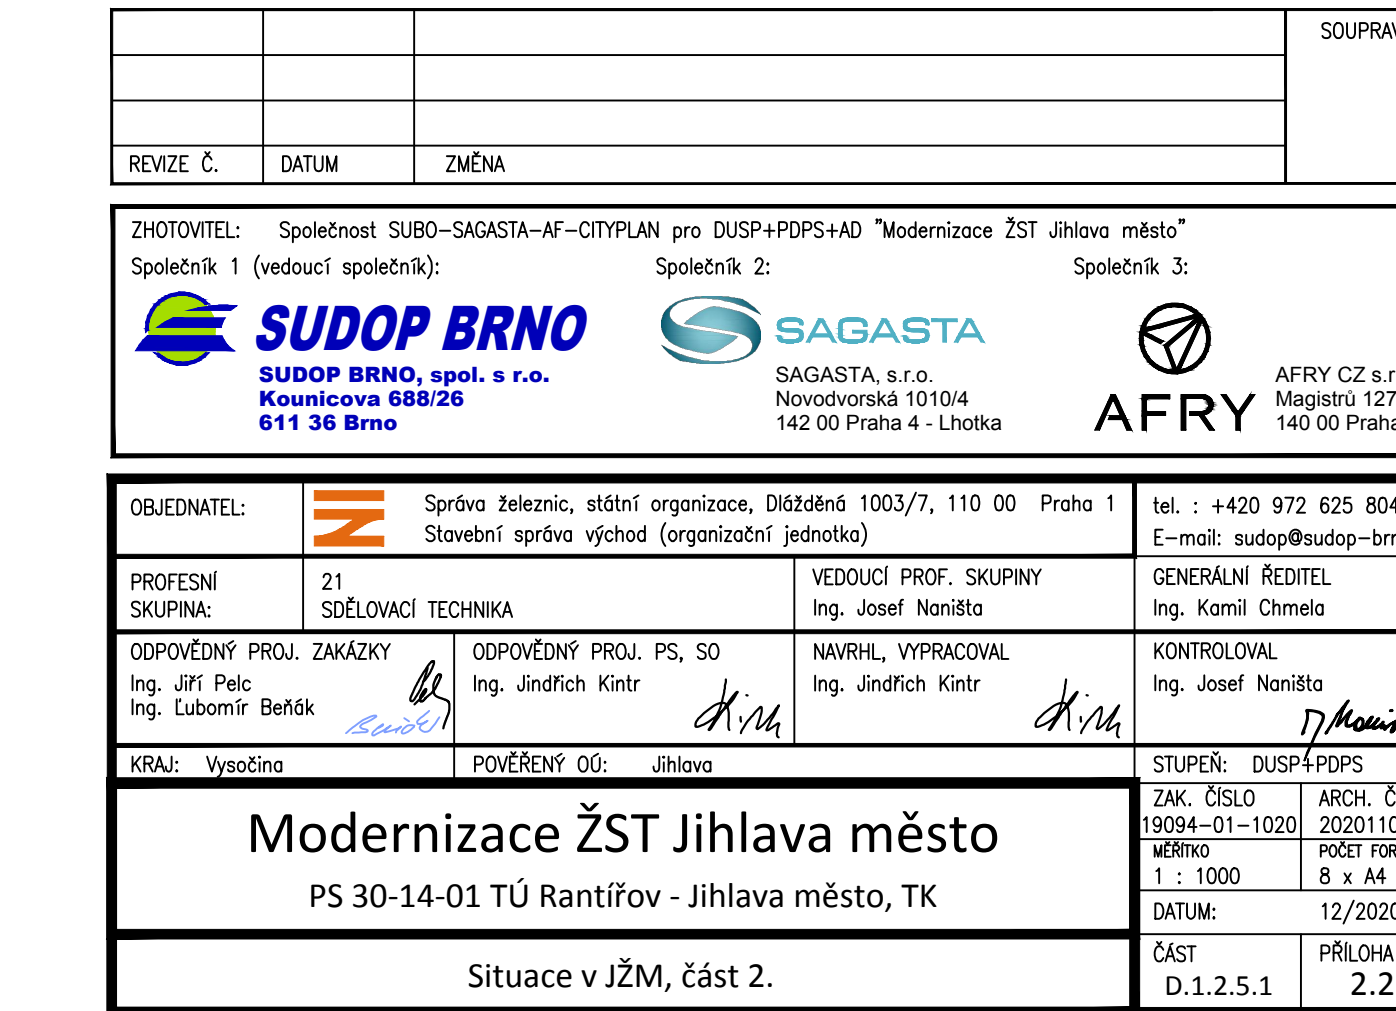 SOUPRAV
REVIZE Č. DATUM ZMĚNA
ZHOTOVITEL: Společnost SUBO-SAGASTA-AF-CITYPLAN pro DUSP+PDPS+AD "Modernizace ŽST Jihlava město"
Společník 1 (vedoucí společník): Společník 2: Společník 3:
SUDOP BRNO
SUDOP BRNO, spol. s r.o.
Kounicova 688/26
611 36 Brno
SAGASTA
SAGASTA, s.r.o.
Novodvorská 1010/4
142 00 Praha 4 - Lhotka
AFRY
AFRY CZ s.r
Magistrů 127
140 00 Praha
OBJEDNATEL:
Správa železnic, státní organizace, Dlážděná 1003/7, 110 00 Praha 1
Stavební správa východ (organizační jednotka)
tel. : +420 972 625 804
E-mail: sudop@sudop-brn
PROFESNÍ
SKUPINA:
21
SDĚLOVACÍ TECHNIKA
VEDOUCÍ PROF. SKUPINY
Ing. Josef Naništa
GENERÁLNÍ ŘEDITEL
Ing. Kamil Chmela
ODPOVĚDNÝ PROJ. ZAKÁZKY
Ing. Jiří Pelc
Ing. Ľubomír Beňák
ODPOVĚDNÝ PROJ. PS, SO
Ing. Jindřich Kintr
NAVRHL, VYPRACOVAL
Ing. Jindřich Kintr
KONTROLOVAL
Ing. Josef Naništa
KRAJ: Vysočina
POVĚŘENÝ OÚ: Jihlava
STUPEŇ: DUSP+PDPS
Modernizace ŽST Jihlava město
PS 30-14-01 TÚ Rantířov - Jihlava město, TK
Situace v JŽM, část 2.
ZAK. ČÍSLO
19094-01-1020
ARCH. Č
2020110
MĚŘÍTKO
1 : 1000
POČET FOR
8 x A4
DATUM: 12/2020
ČÁST
D.1.2.5.1
PŘÍLOHA
2.2